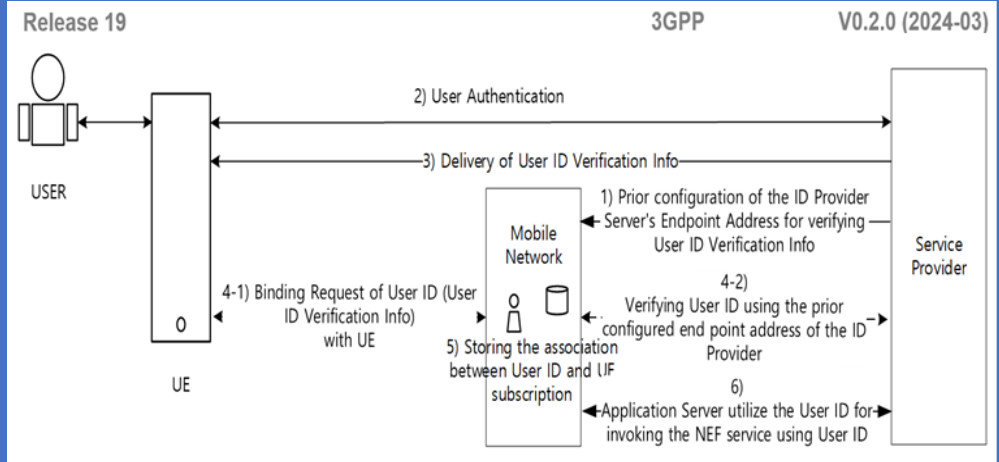 Release 19 3GPP V0.2.0 (2024-03)
2) User Authentication
3) Delivery of User ID Verification Info
USER
1) Prior configuration of the ID Provider
Server's Endpoint Address for verifying
User ID Verification Info
Mobile
Network
Service
Provider
4-1) Binding Request of User ID (User
ID Verification Info)
with UE
4-2)
Verifying User ID using the prior
configured end point address of the ID
Provider
5) Storing the association
between User ID and UE
subscription
UE
6)
Application Server utilize the User ID for
invoking the NEF service using User ID